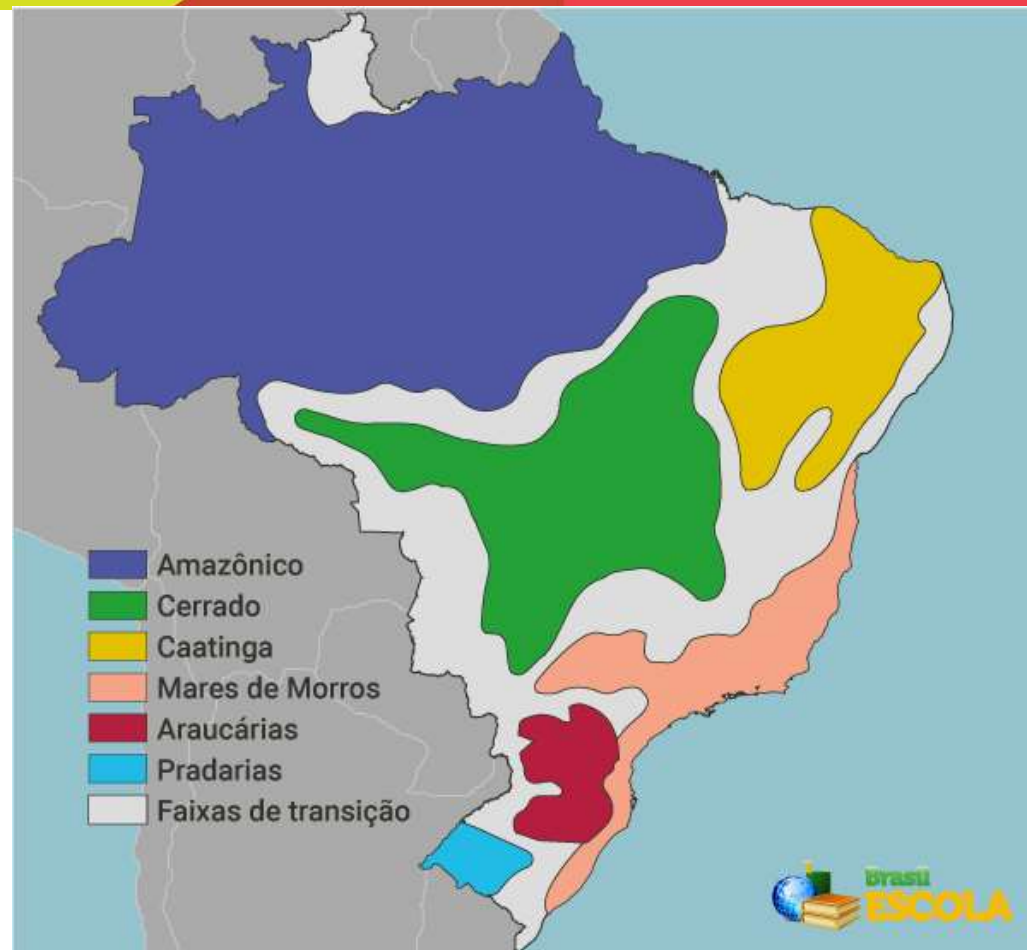 Amazônico
Cerrado
Caatinga
Mares de Morros
Araucárias
Pradarias
Faixas de transição
Brasil
ESCOLA